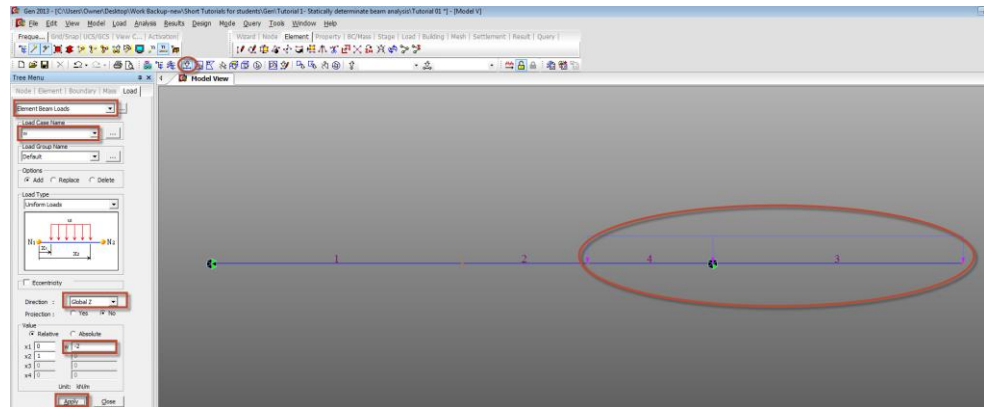 Gen 2013 - [C:\Users\Owner\Desktop\Work Backup-new\Short Tutorials for students\Gen\Tutorial 1- Statically determinate beam analysis\Tutorial 01 *] - [Model V]
File Edit View Model Load Analysis Results Design Mode Query Tools Window Help
Freque... Grid/Snap UCS/GCS View C... Activation
Wizard Node Element Property BC/Mass Stage Load Building Mesh Settlement Result Query
Tree Menu
Model View
Node Element Boundary Mass Load
Element Beam Loads
Load Case Name
w
Load Group Name
Default
Options
Add Replace Delete
Load Type
Uniform Loads
w
N1 N2
x1
x2
Eccentricity
Direction : Global Z
Projection : Yes No
Value
Relative Absolute
x1 0 w -2
x2 1 0
x3 0 0
x4 0 0
Unit: kN/m
Apply Close
1 2 4 3